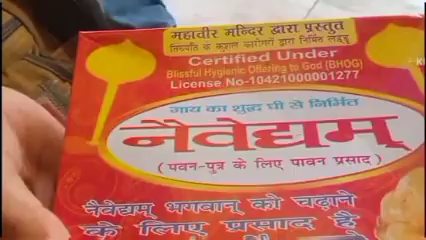 महावीर मन्दिर द्वारा प्रस्तुत
तिरुपति के कुशल कारीगरों द्वारा निर्मित लड्डू
Certified Under
Blissful Hygienic Offering to God (BHOG)
License No-10421000001277
गाय का शुद्ध घी से निर्मित
नैवेद्यम्
(पवन-पुत्र के लिए पावन प्रसाद)
नैवेद्यम् भगवान् को चढ़ाने
के लिए प्रसाद है